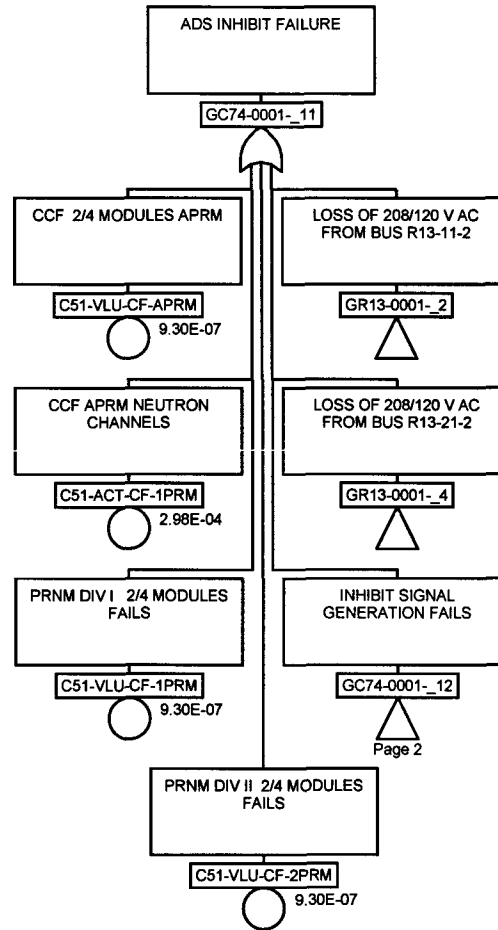 ADS INHIBIT FAILURE
GC74-0001-_11
CCF 2/4 MODULES APRM
C51-VLU-CF-APRM
9.30E-07
LOSS OF 208/120 V AC
FROM BUS R13-11-2
GR13-0001-_2
CCF APRM NEUTRON
CHANNELS
C51-ACT-CF-1PRM
2.98E-04
LOSS OF 208/120 V AC
FROM BUS R13-21-2
GR13-0001-_4
PRNM DIV I 2/4 MODULES
FAILS
C51-VLU-CF-1PRM
9.30E-07
INHIBIT SIGNAL
GENERATION FAILS
GC74-0001-_12
Page 2
PRNM DIV II 2/4 MODULES
FAILS
C51-VLU-CF-2PRM
9.30E-07